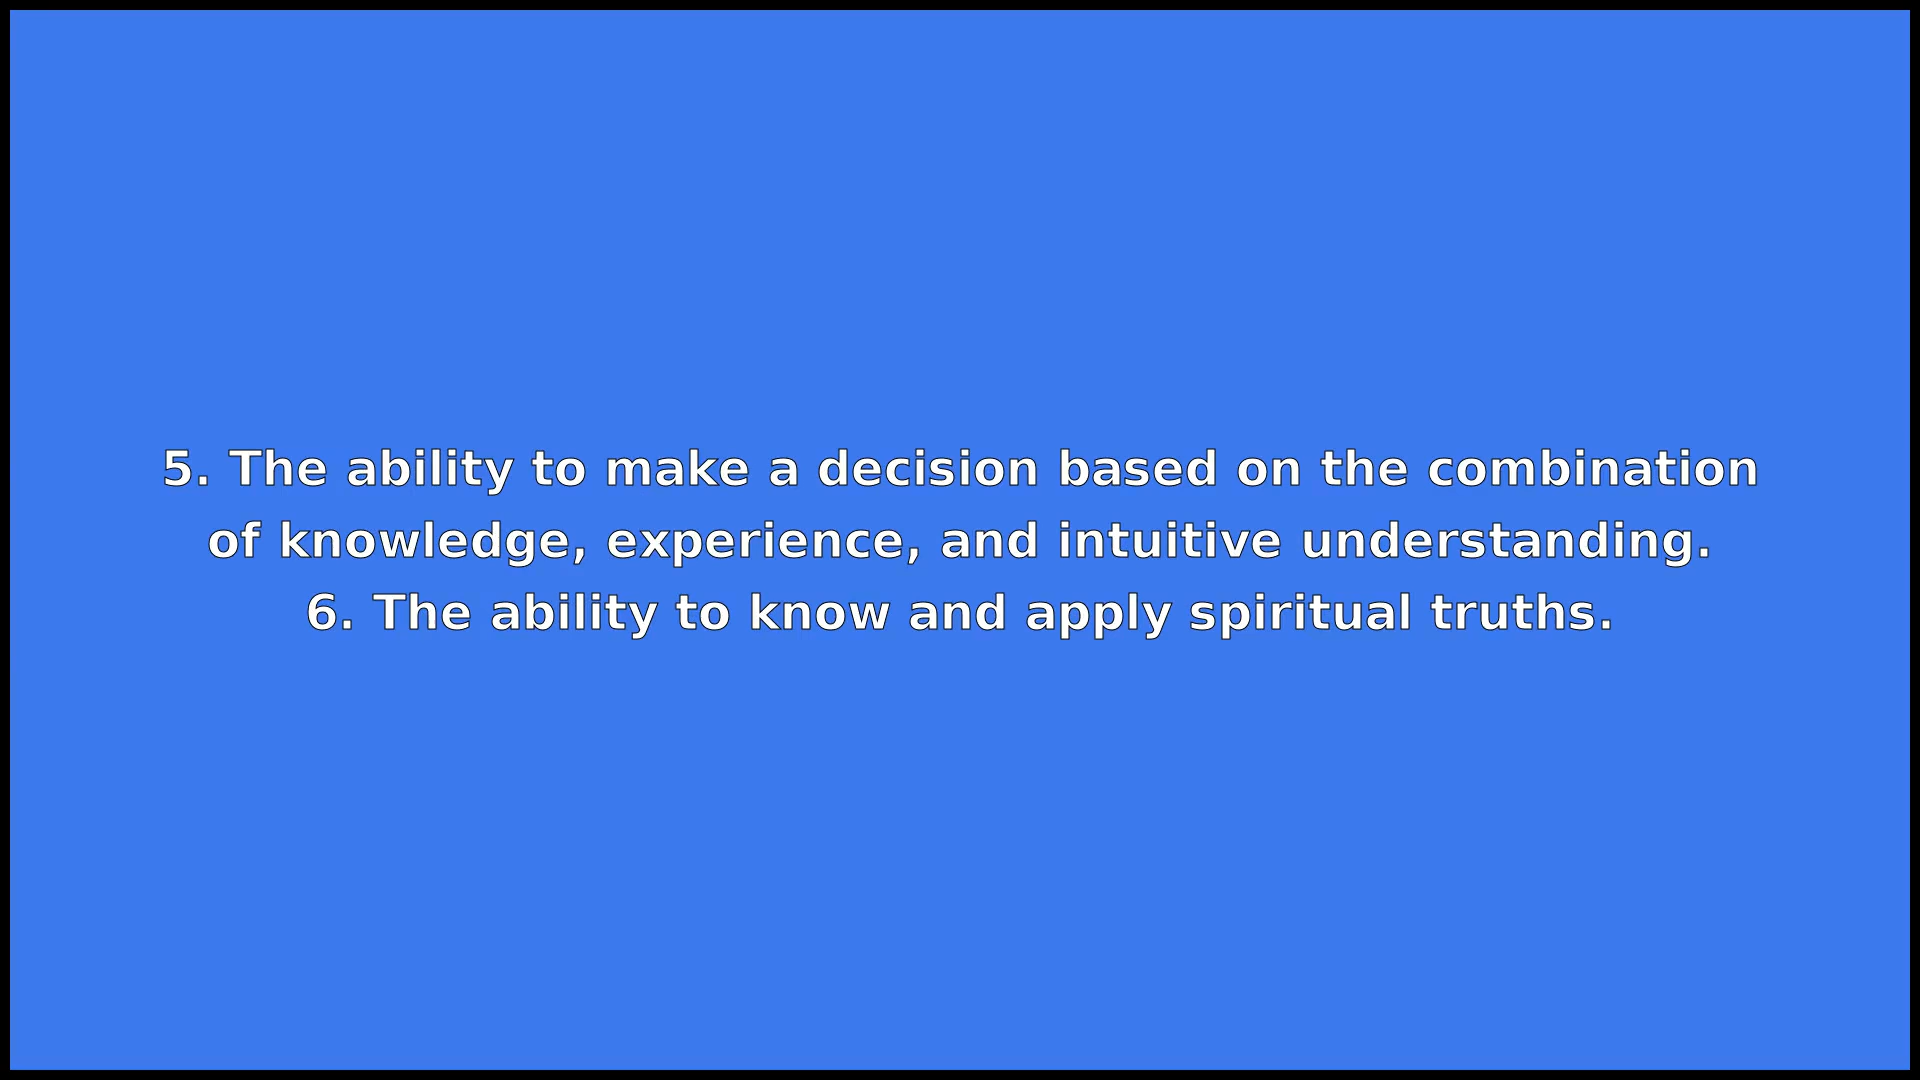 5. The ability to make a decision based on the combination
of knowledge, experience, and intuitive understanding.
6. The ability to know and apply spiritual truths.